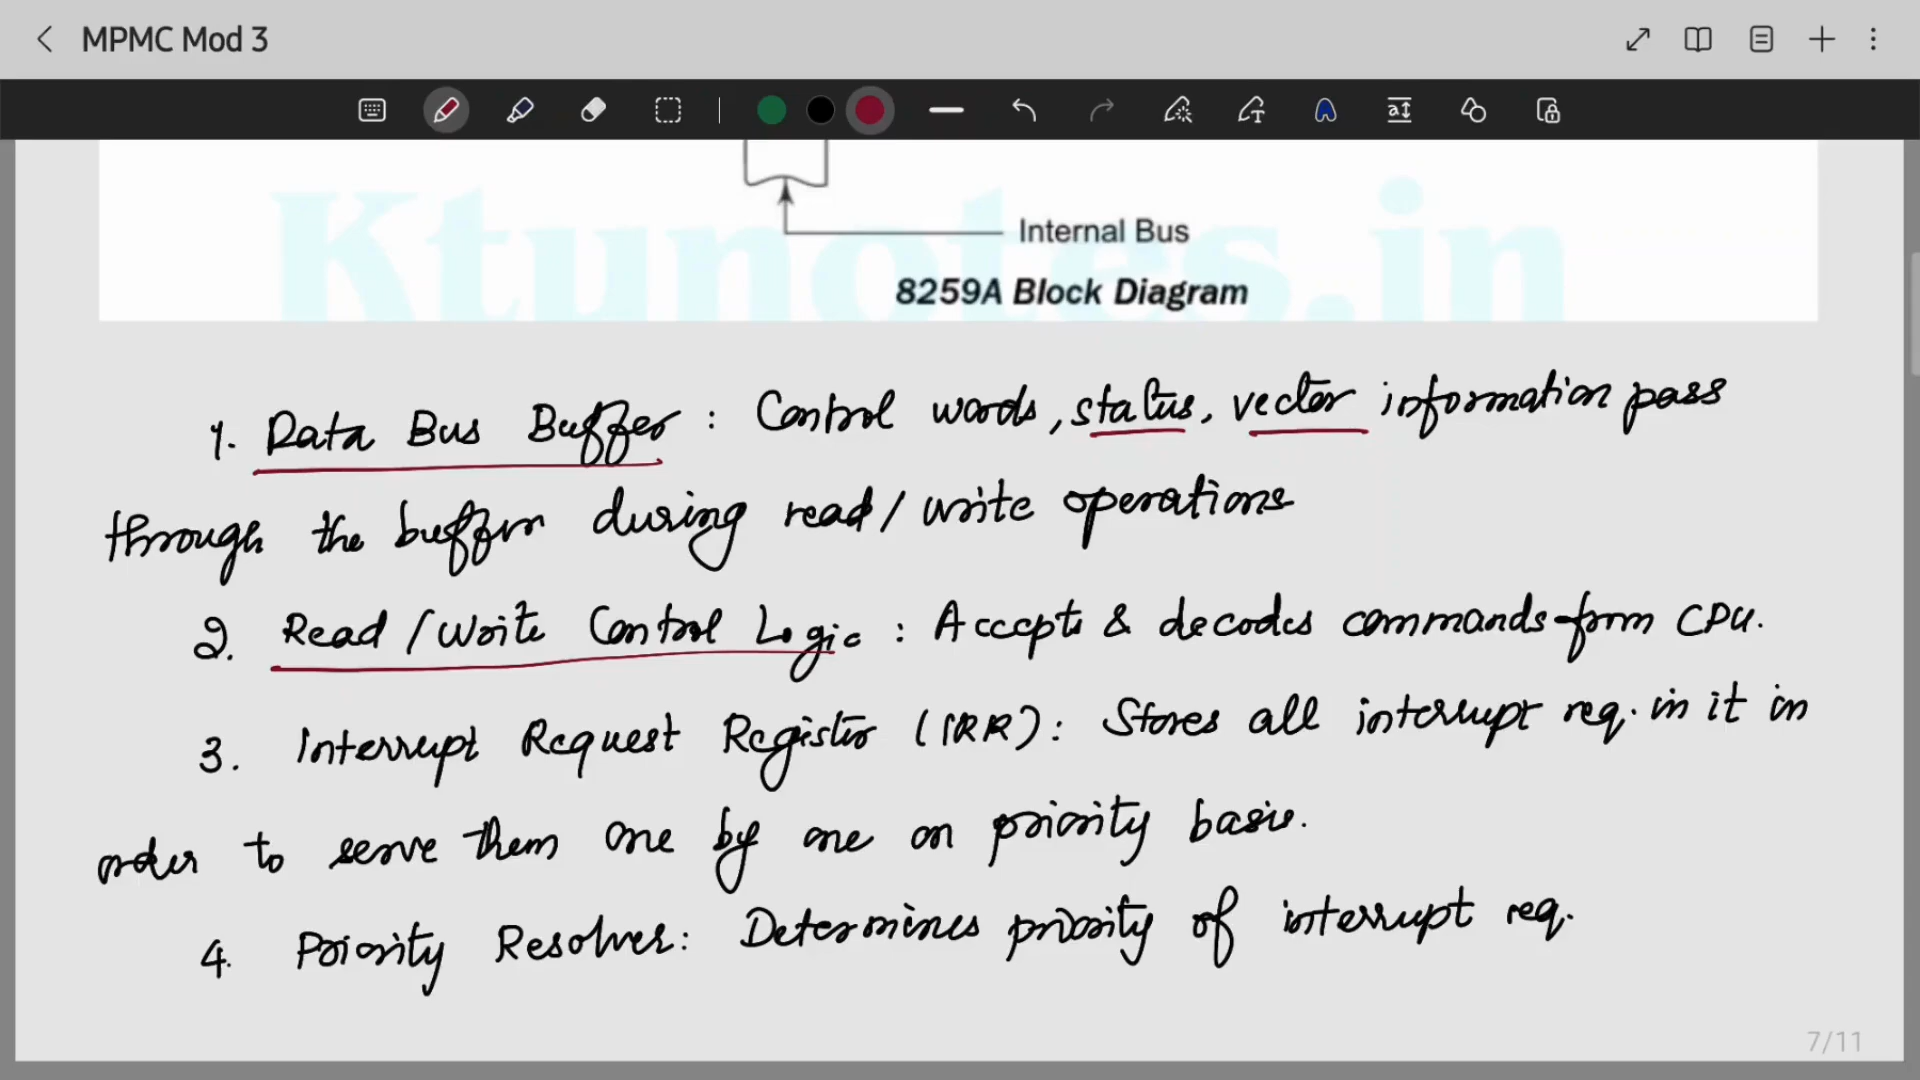 MPMC Mod 3
Ktunotes.in
Internal Bus
8259A Block Diagram
1. Data Bus Buffer : Control words, status, vector information pass
through the buffer during read/write operations
2. Read/Write Control Logic : Accepts & decodes commands from CPU.
3. Interrupt Request Register (IRR): Stores all interrupt req. in it in
order to serve them one by one on priority basis.
4. Priority Resolver: Determines priority of interrupt req.
7/11